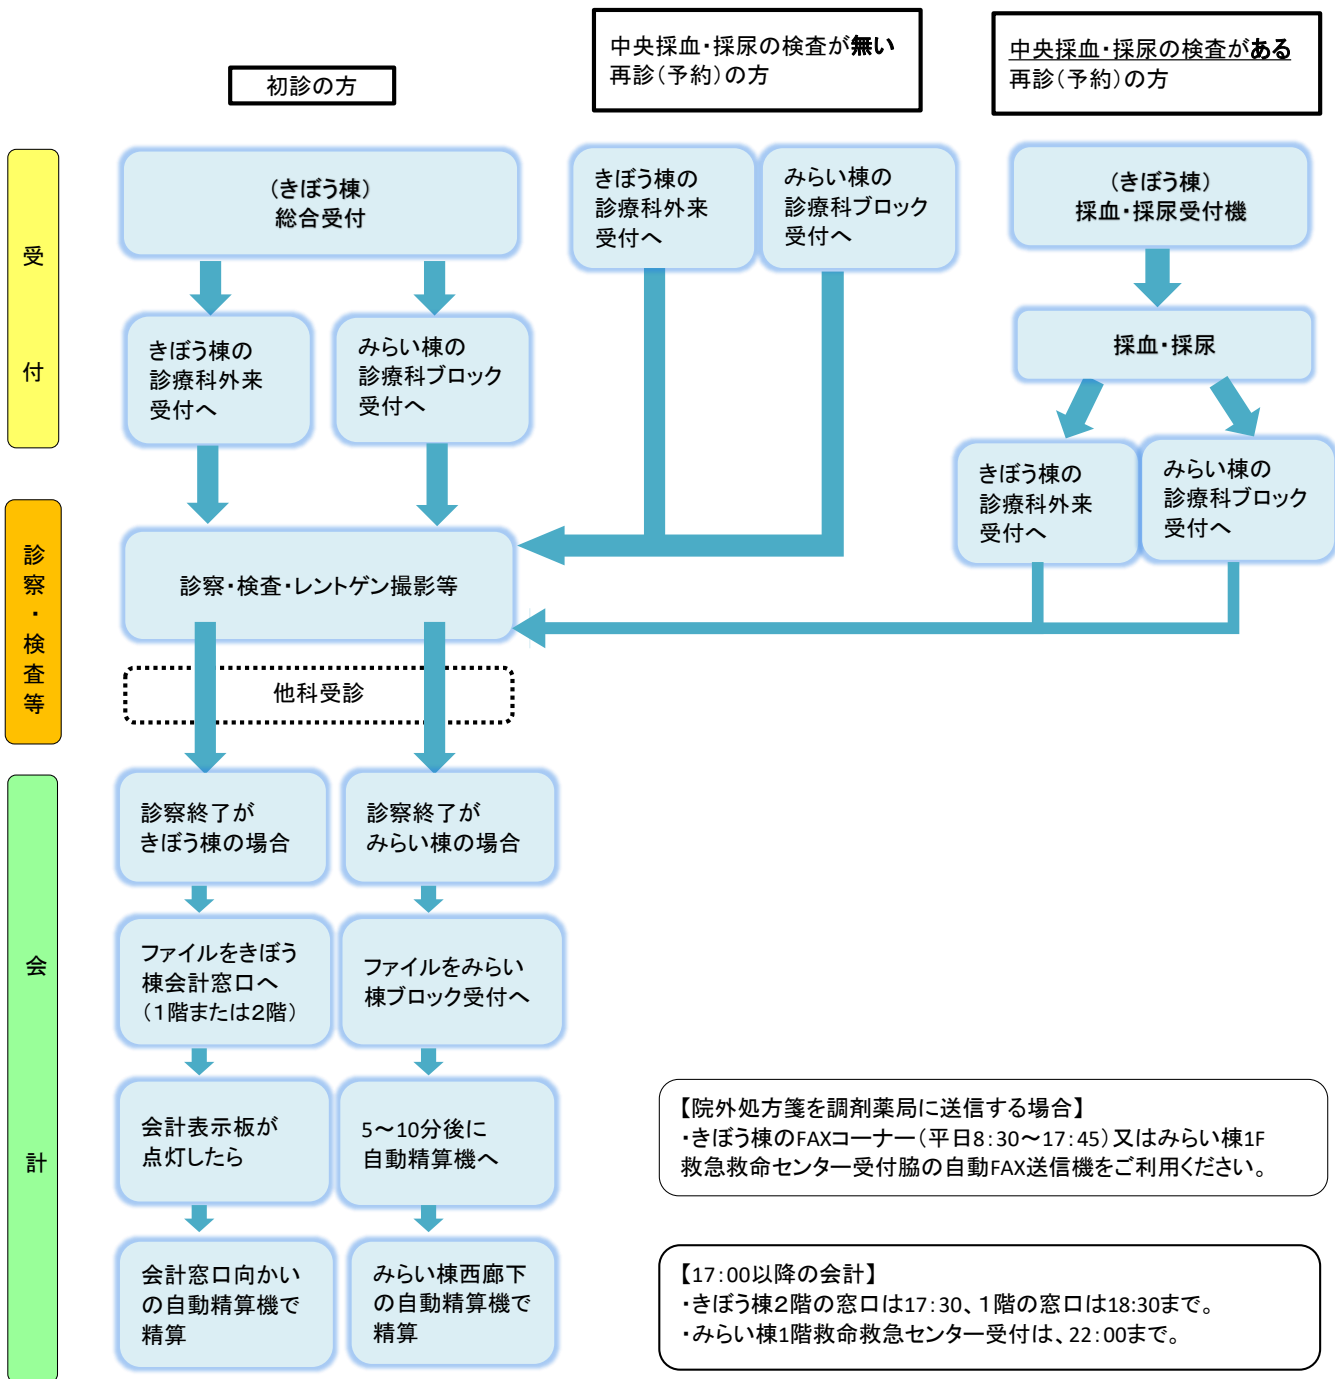 初診の方
中央採血・採尿の検査が無い
再診（予約）の方
中央採血・採尿の検査がある
再診（予約）の方
受付
（きぼう棟）
総合受付
きぼう棟の
診療科外来
受付へ
みらい棟の
診療科ブロック
受付へ
（きぼう棟）
採血・採尿受付機
きぼう棟の
診療科外来
受付へ
みらい棟の
診療科ブロック
受付へ
採血・採尿
きぼう棟の
診療科外来
受付へ
みらい棟の
診療科ブロック
受付へ
診察・検査等
診察・検査・レントゲン撮影等
他科受診
会計
診察終了が
きぼう棟の場合
診察終了が
みらい棟の場合
ファイルをきぼう
棟会計窓口へ
（１階または２階）
ファイルをみらい
棟ブロック受付へ
会計表示板が
点灯したら
5～10分後に
自動精算機へ
会計窓口向かい
の自動精算機で
精算
みらい棟西廊下
の自動精算機で
精算
【院外処方箋を調剤薬局に送信する場合】
・きぼう棟のFAXコーナー（平日8：30～17：45）又はみらい棟1F
救急救命センター受付脇の自動FAX送信機をご利用ください。
【17：00以降の会計】
・きぼう棟２階の窓口は17：30、１階の窓口は18：30まで。
・みらい棟1階救命救急センター受付は、22：00まで。